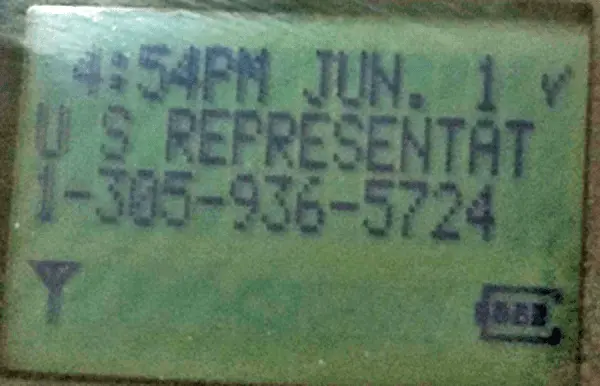 4:54PM JUN. 1 ✓
U S REPRESENTAT
1-305-936-5724